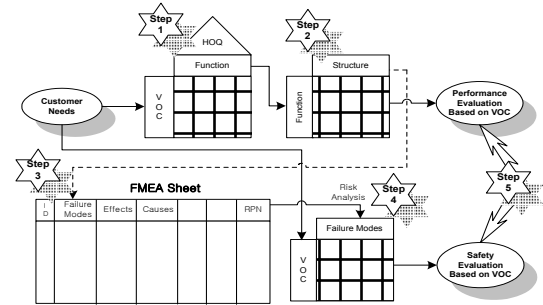 Step
1
HOQ
Function
V
O
C
Step
2
Structure
Function
Customer
Needs
Performance
Evaluation
Based on VOC
Step
3
FMEA Sheet
I
D
Failure
Modes
Effects
Causes
RPN
Risk
Analysis
Step
4
Failure Modes
V
O
C
Step
5
Safety
Evaluation
Based on VOC